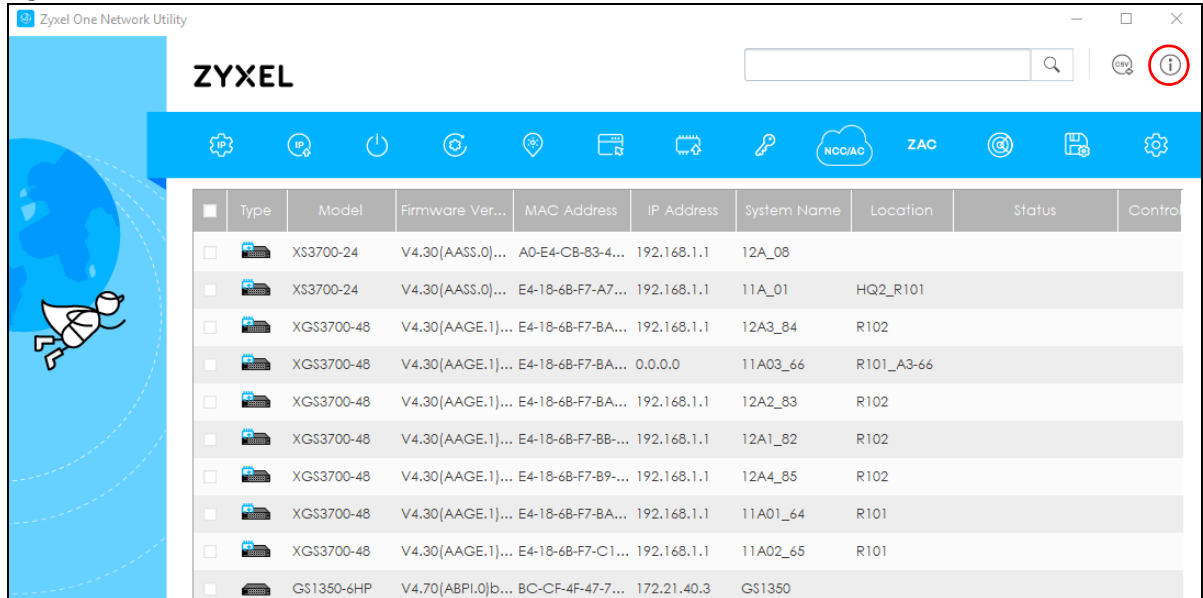 Zyxel One Network Utility
ZYXEL
CSV
IP IP NCC/AC ZAC
Type Model Firmware Ver... MAC Address IP Address System Name Location Status Control
XS3700-24 V4.30(AASS.0)... A0-E4-CB-83-4... 192.168.1.1 12A_08
XS3700-24 V4.30(AASS.0)... E4-18-6B-F7-A7... 192.168.1.1 11A_01 HQ2_R101
XGS3700-48 V4.30(AAGE.1)... E4-18-6B-F7-BA... 192.168.1.1 12A3_84 R102
XGS3700-48 V4.30(AAGE.1)... E4-18-6B-F7-BA... 0.0.0.0 11A03_66 R101_A3-66
XGS3700-48 V4.30(AAGE.1)... E4-18-6B-F7-BA... 192.168.1.1 12A2_83 R102
XGS3700-48 V4.30(AAGE.1)... E4-18-6B-F7-BB-... 192.168.1.1 12A1_82 R102
XGS3700-48 V4.30(AAGE.1)... E4-18-6B-F7-B9-... 192.168.1.1 12A4_85 R102
XGS3700-48 V4.30(AAGE.1)... E4-18-6B-F7-BA... 192.168.1.1 11A01_64 R101
XGS3700-48 V4.30(AAGE.1)... E4-18-6B-F7-C1... 192.168.1.1 11A02_65 R101
GS1350-6HP V4.70(ABPI.0)b... BC-CF-4F-47-7... 172.21.40.3 GS1350